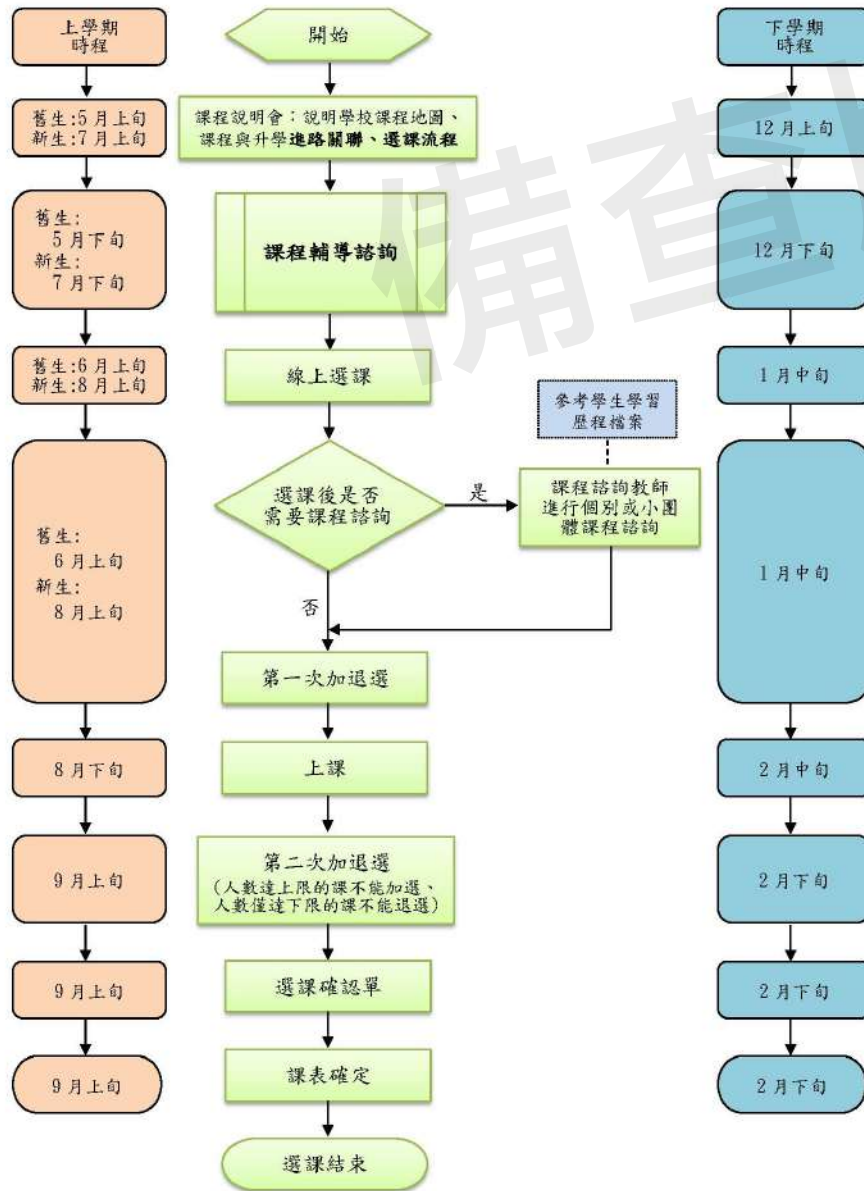 上學期
時程
舊生:5月上旬
新生:7月上旬
舊生:
5月下旬
新生:
7月下旬
舊生:6月上旬
新生:8月上旬
舊生:
6月上旬
新生:
8月上旬
8月下旬
9月上旬
9月上旬
9月上旬
開始
課程說明會：說明學校課程地圖、
課程與升學進路關聯、選課流程
課程輔導諮詢
線上選課
選課後是否
需要課程諮詢
是
否
參考學生學習
歷程檔案
課程諮詢教師
進行個別或小團
體課程諮詢
第一次加退選
上課
第二次加退選
(人數達上限的課不能加選、
人數僅達下限的課不能退選)
選課確認單
課表確定
選課結束
下學期
時程
12月上旬
12月下旬
1月中旬
1月中旬
2月中旬
2月下旬
2月下旬
2月下旬
備查